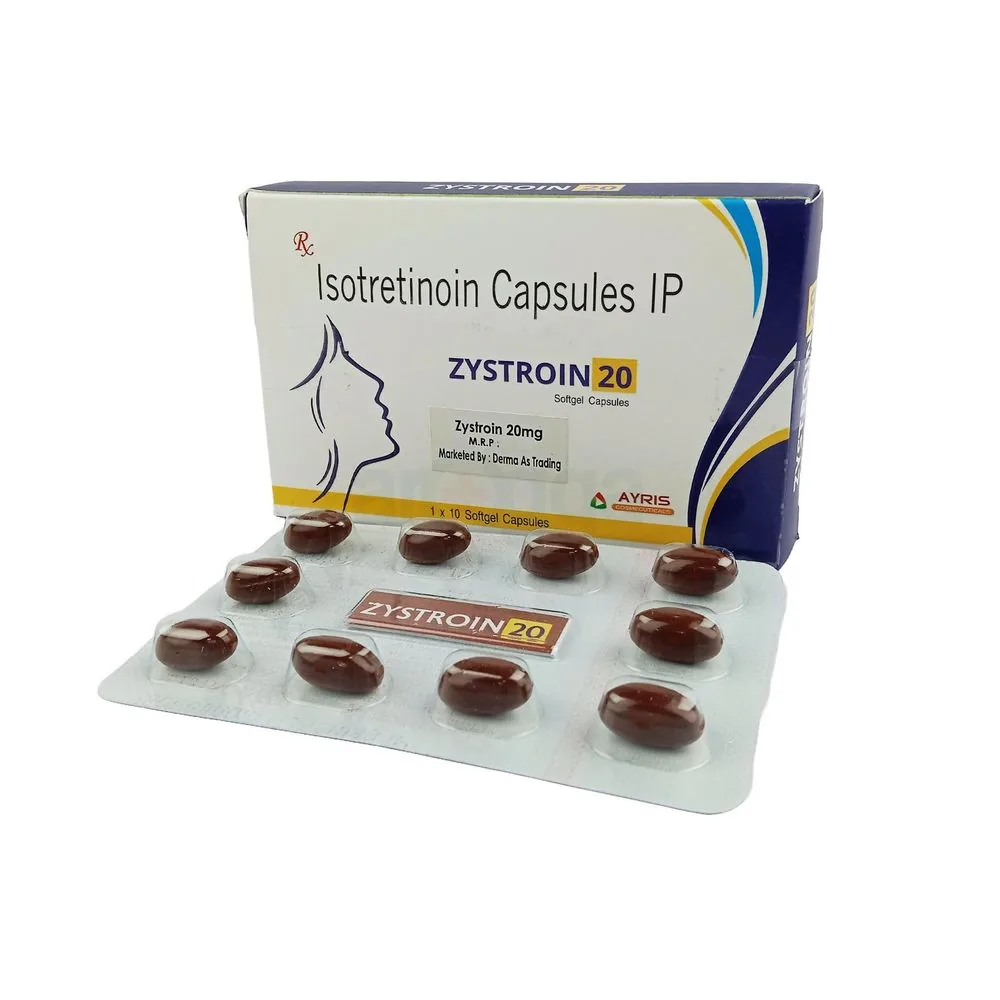 ZYSTROIN 20
Rx
Isotretinoin Capsules IP
ZYSTROIN 20
Softgel Capsules
Zystroin 20mg
M.R.P :
Marketed By : Derma As Trading
AYRIS
COSMEUTICALS
1 x 10 Softgel Capsules
ZYSTROIN 20